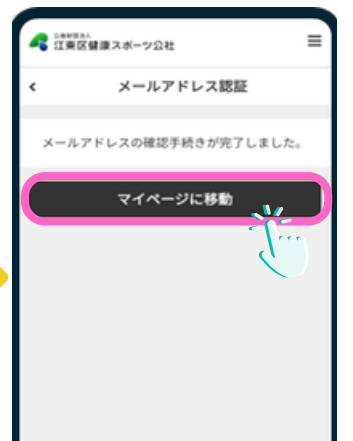 公益財団法人
江東区健康スポーツ公社
メールアドレス認証
メールアドレスの確認手続きが完了しました。
マイページに移動